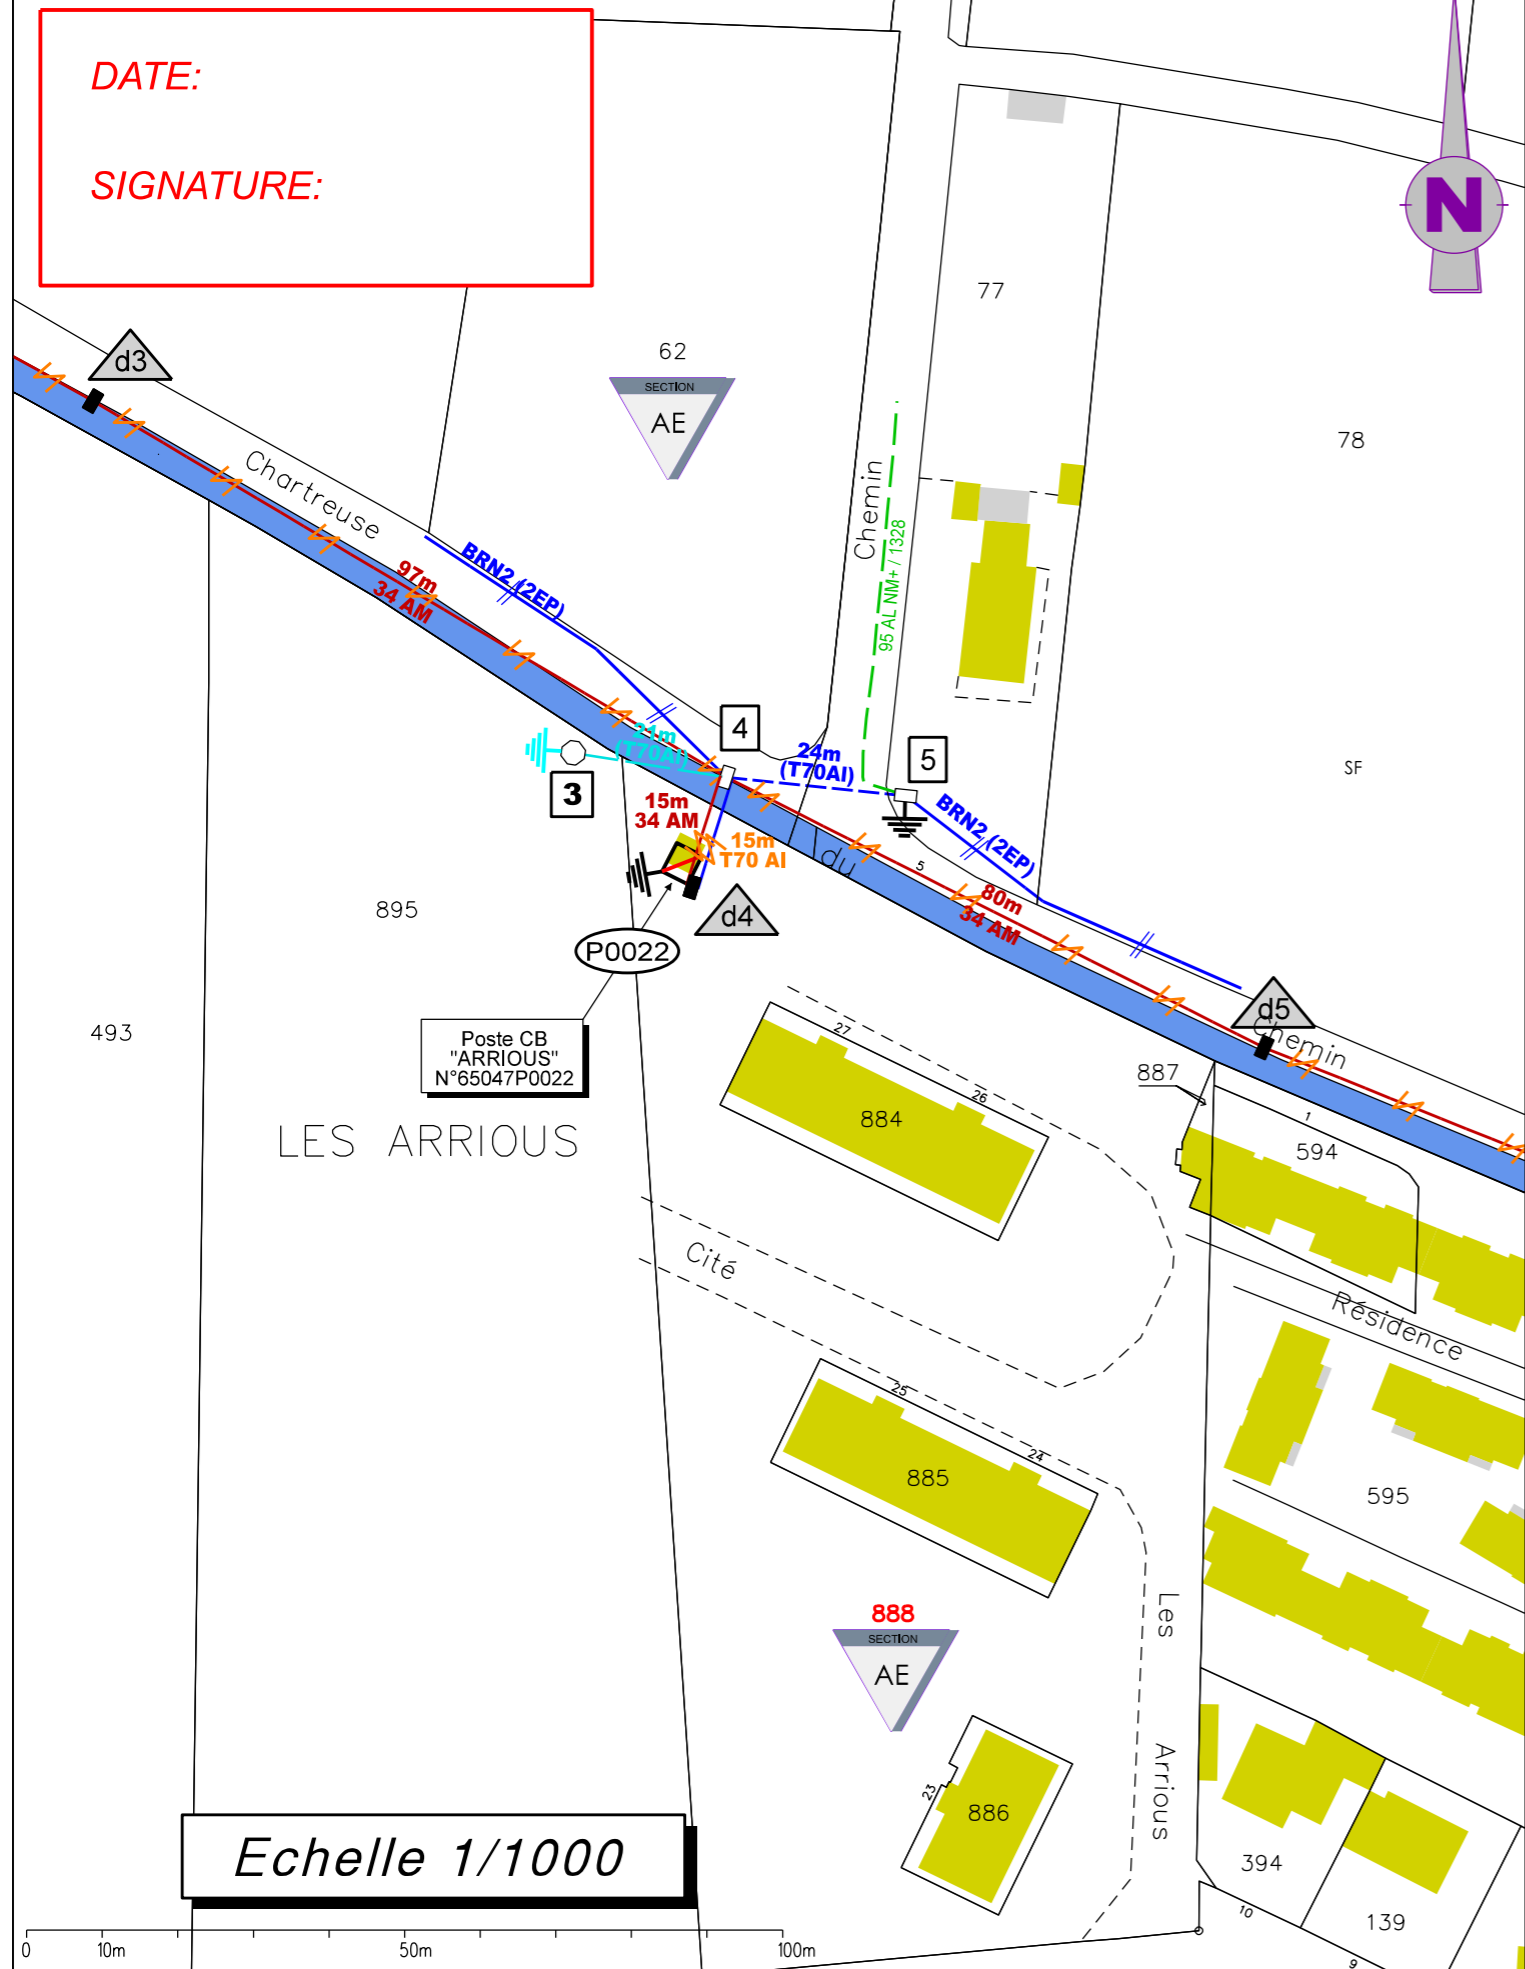 DATE:
SIGNATURE:
N
77
62
SECTION
AE
78
d3
Chartreuse
Chemin
95 AL NM+ / 1328
BRN2 (2EP)
97m
34 AM
4
21m
(T70Al)
24m
(T70Al)
5
SF
3
15m
34 AM
15m
T70 Al
BRN2 (2EP)
du
5
80m
34 AM
895
d4
P0022
d5
Chemin
493
Poste CB
"ARRIOUS"
N°65047P0022
887
27
26
884
1
594
LES ARRIOUS
Cité
Résidence
25
24
885
595
888
SECTION
AE
Les
Arrious
23
886
Echelle 1/1000
394
139
10
9
0
10m
50m
100m